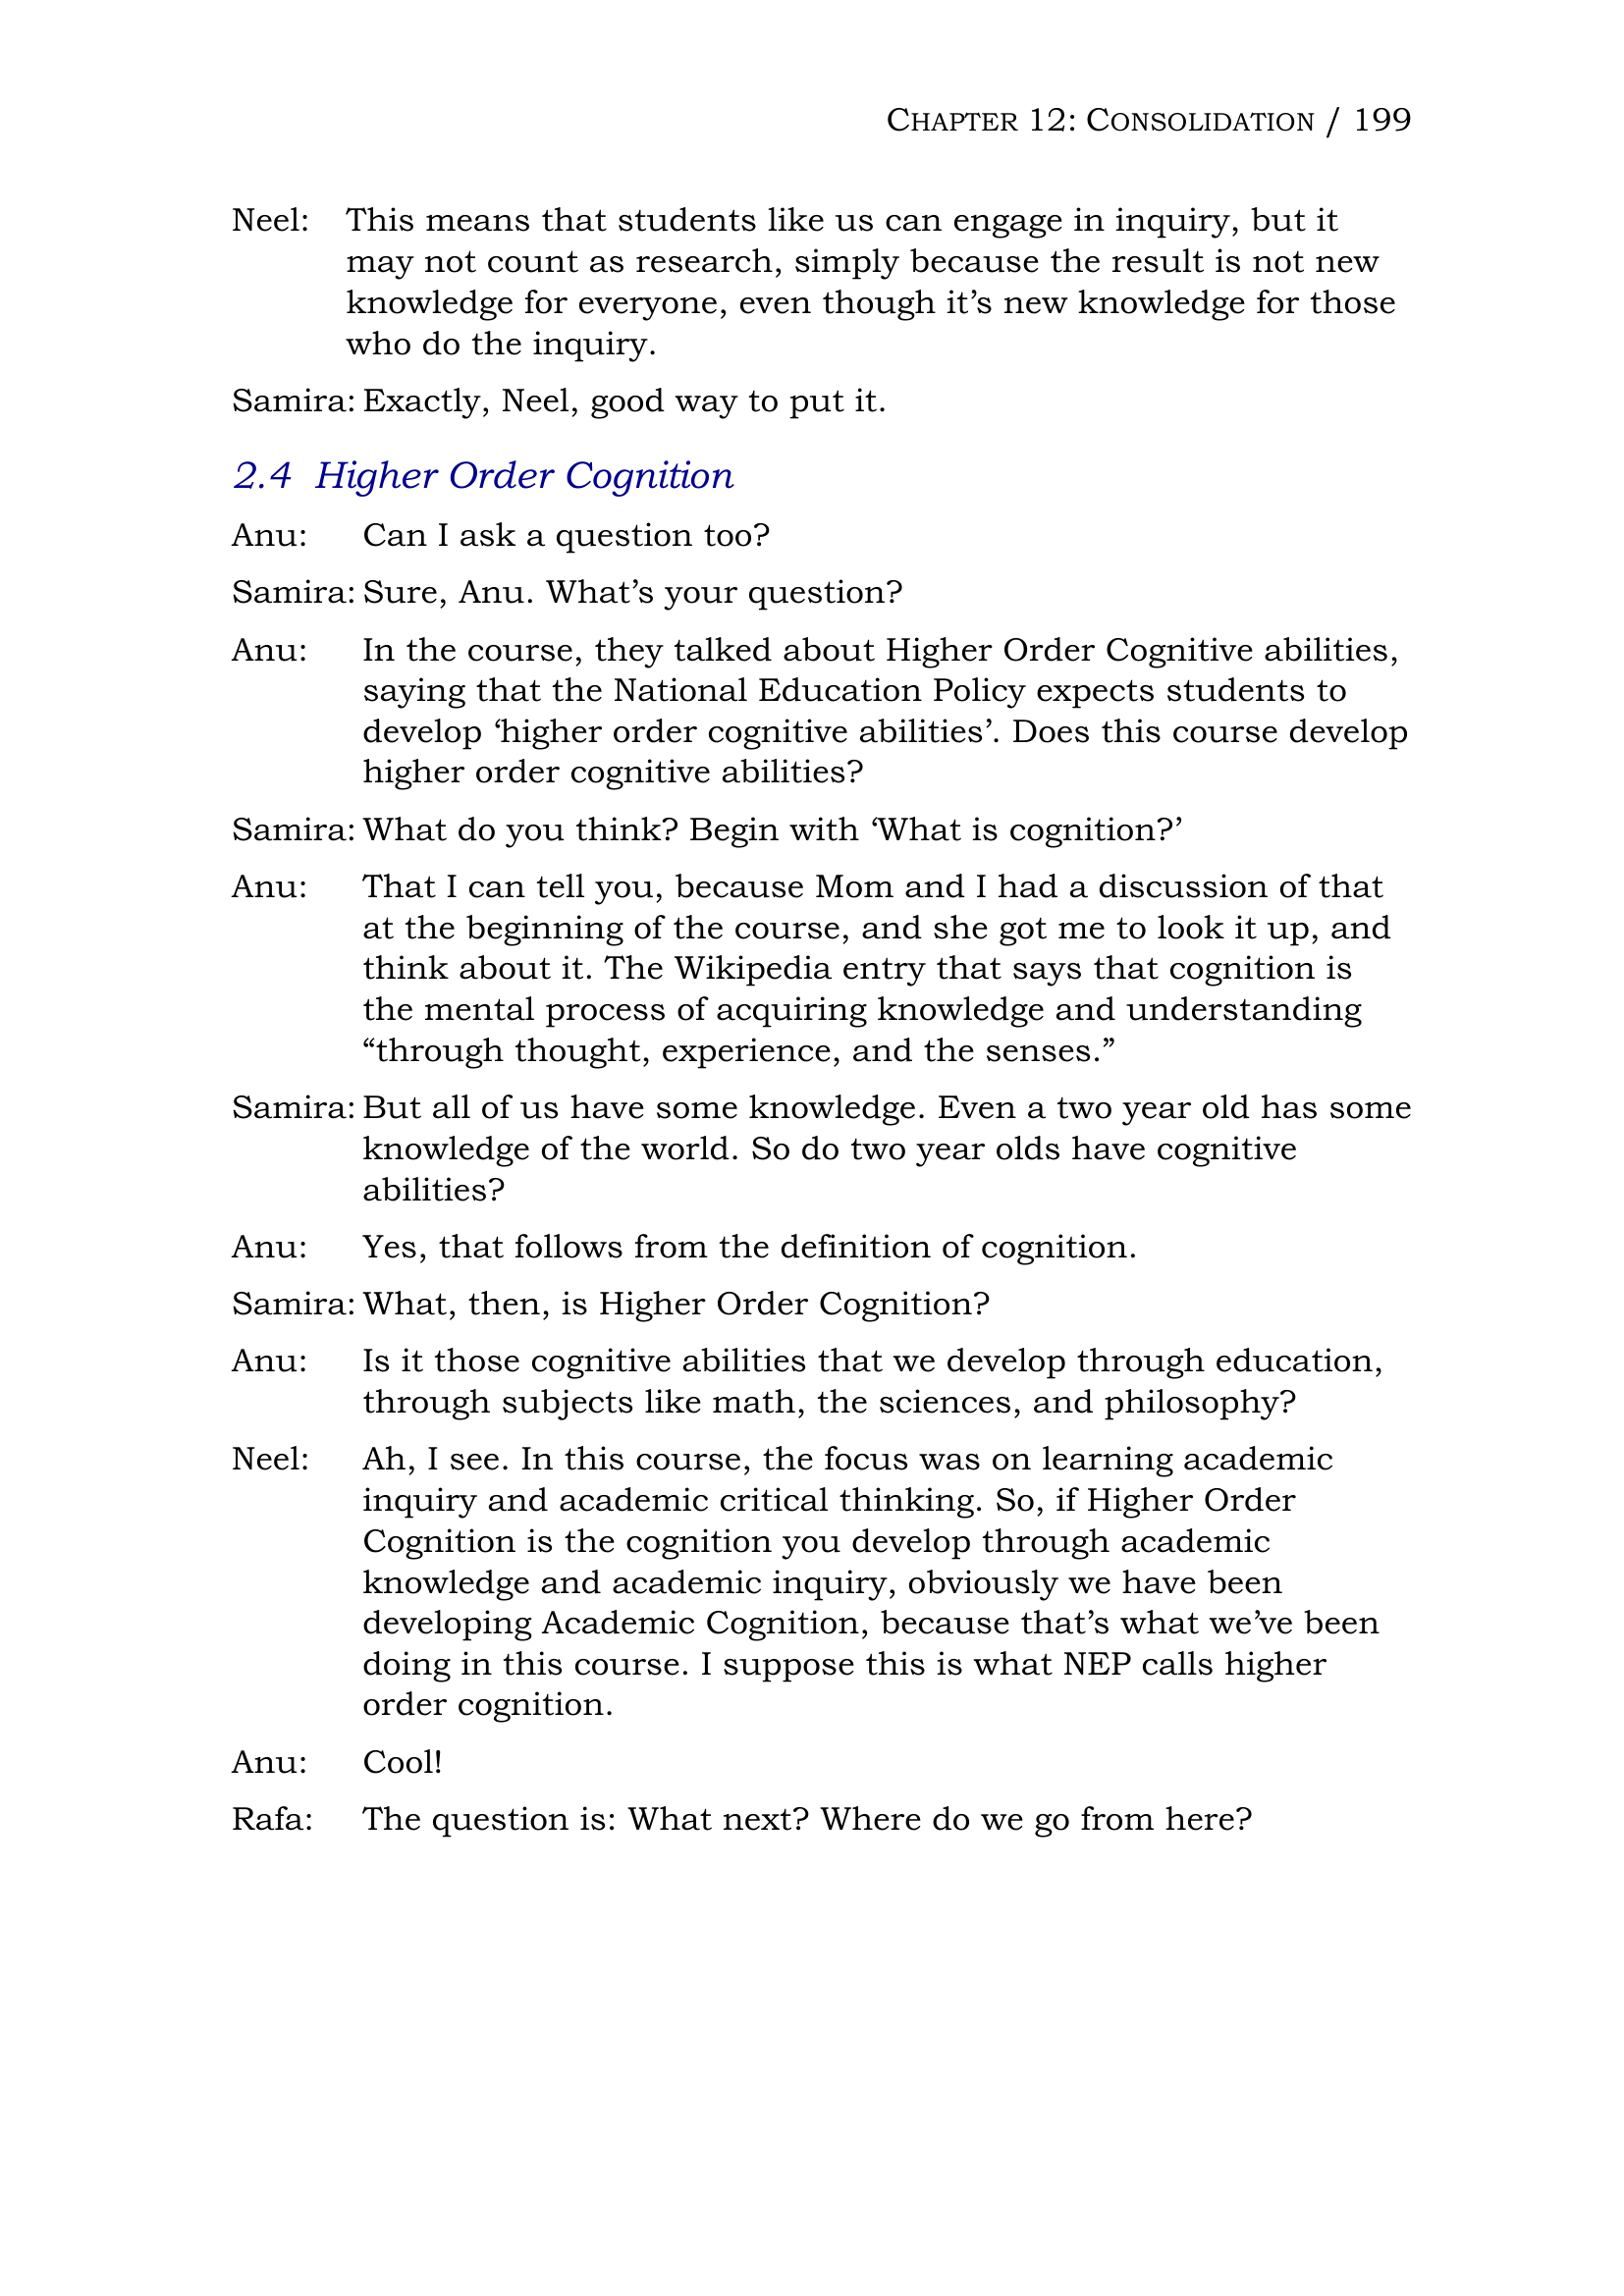 CHAPTER 12: CONSOLIDATION / 199
Neel: This means that students like us can engage in inquiry, but it
may not count as research, simply because the result is not new
knowledge for everyone, even though it’s new knowledge for those
who do the inquiry.
Samira: Exactly, Neel, good way to put it.
2.4 Higher Order Cognition
Anu: Can I ask a question too?
Samira: Sure, Anu. What’s your question?
Anu: In the course, they talked about Higher Order Cognitive abilities,
saying that the National Education Policy expects students to
develop ‘higher order cognitive abilities’. Does this course develop
higher order cognitive abilities?
Samira: What do you think? Begin with ‘What is cognition?’
Anu: That I can tell you, because Mom and I had a discussion of that
at the beginning of the course, and she got me to look it up, and
think about it. The Wikipedia entry that says that cognition is
the mental process of acquiring knowledge and understanding
“through thought, experience, and the senses.”
Samira: But all of us have some knowledge. Even a two year old has some
knowledge of the world. So do two year olds have cognitive
abilities?
Anu: Yes, that follows from the definition of cognition.
Samira: What, then, is Higher Order Cognition?
Anu: Is it those cognitive abilities that we develop through education,
through subjects like math, the sciences, and philosophy?
Neel: Ah, I see. In this course, the focus was on learning academic
inquiry and academic critical thinking. So, if Higher Order
Cognition is the cognition you develop through academic
knowledge and academic inquiry, obviously we have been
developing Academic Cognition, because that’s what we’ve been
doing in this course. I suppose this is what NEP calls higher
order cognition.
Anu: Cool!
Rafa: The question is: What next? Where do we go from here?